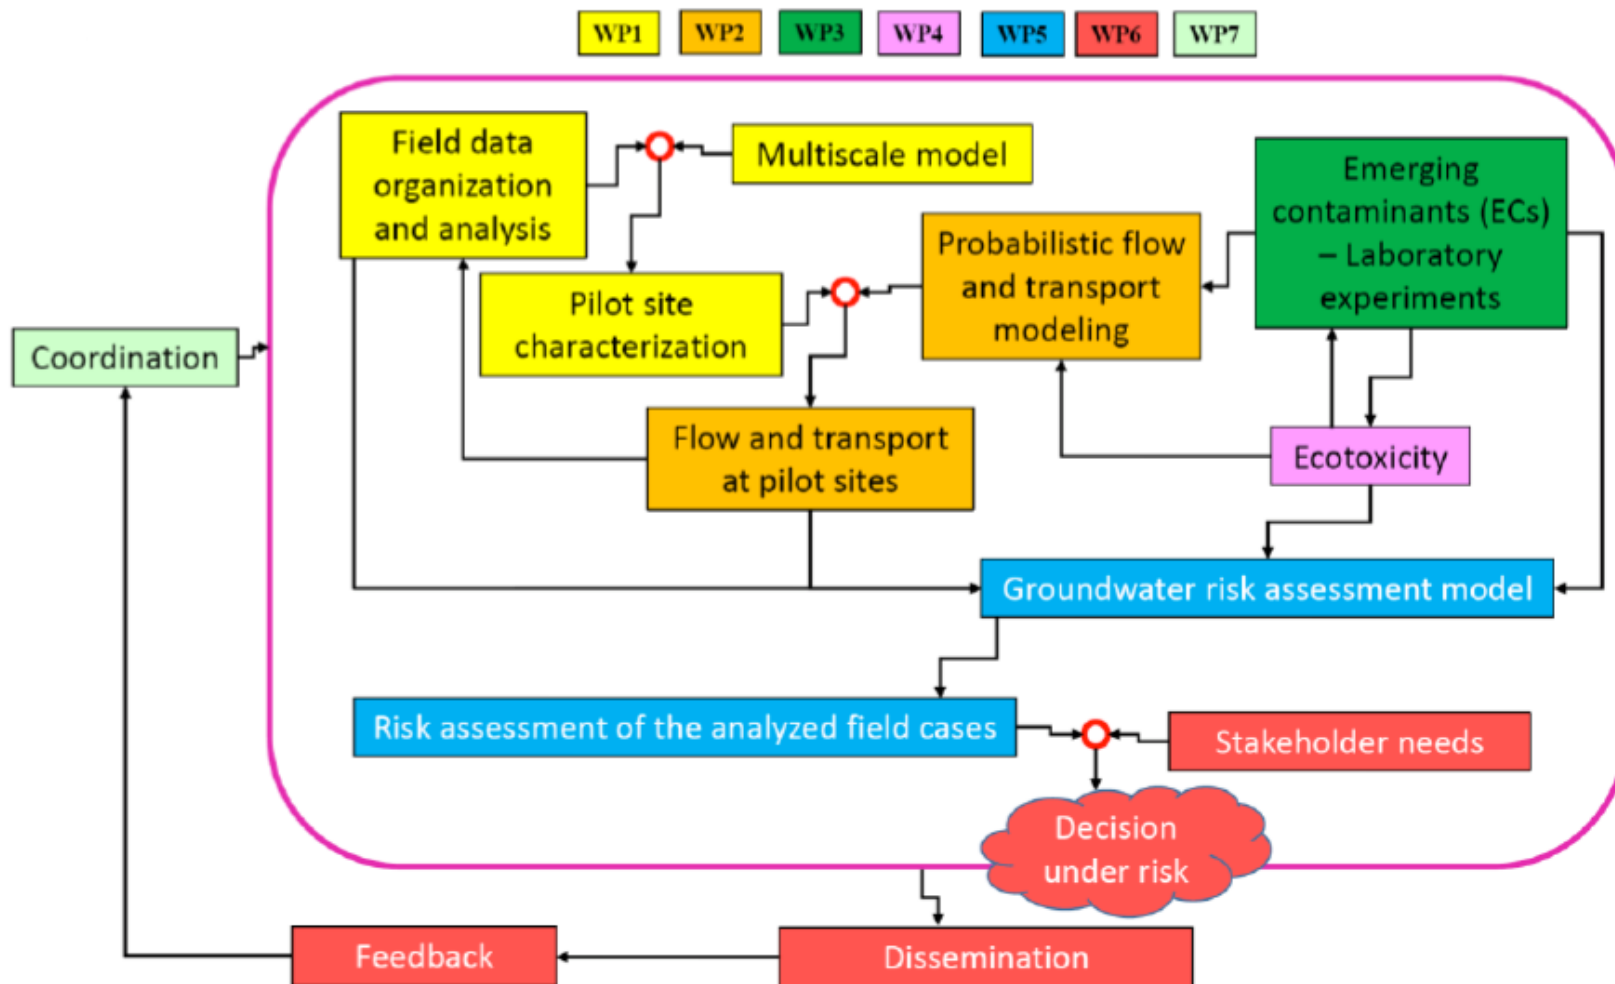 WP1 WP2 WP3 WP4 WP5 WP6 WP7
Field data
organization
and analysis
Multiscale model
Emerging
contaminants (ECs)
– Laboratory
experiments
Probabilistic flow
and transport
modeling
Pilot site
characterization
Coordination
Flow and transport
at pilot sites
Ecotoxicity
Groundwater risk assessment model
Risk assessment of the analyzed field cases
Stakeholder needs
Decision
under risk
Feedback
Dissemination